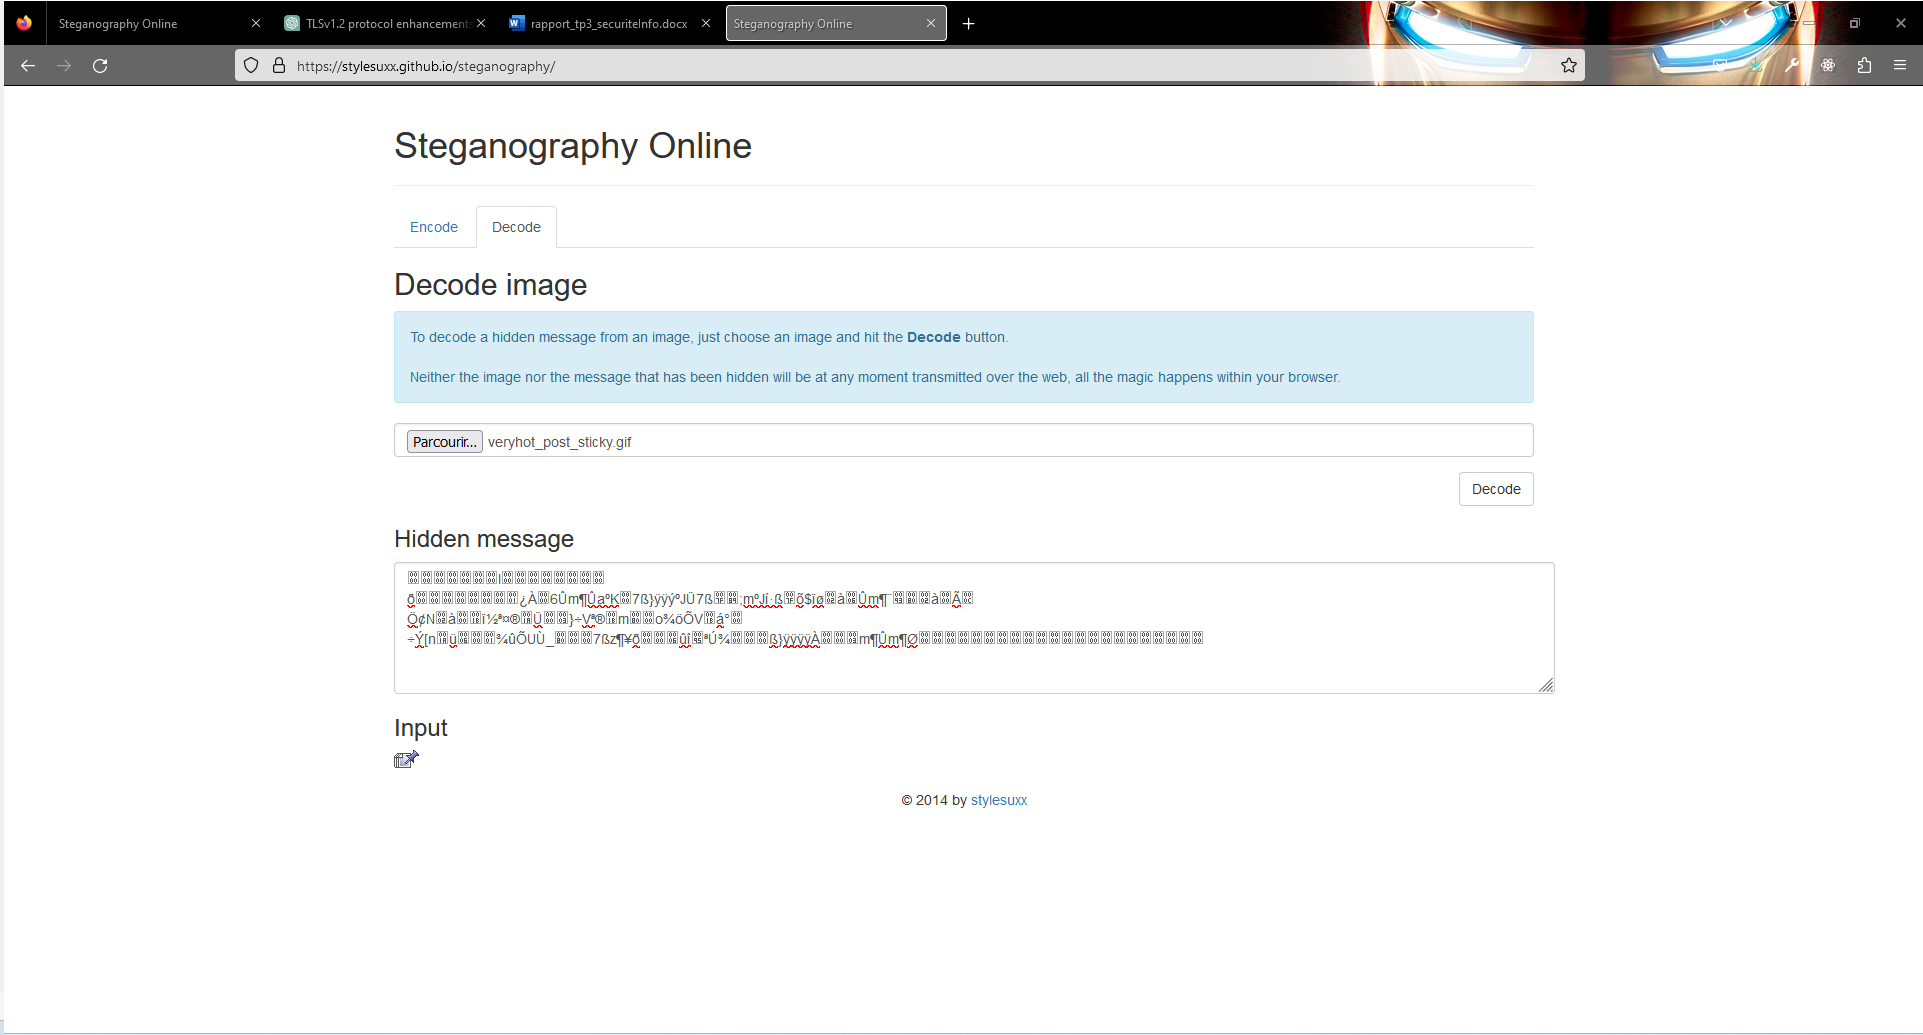 Steganography Online
TLSv1.2 protocol enhancements
rapport_tp3_securiteInfo.docx
Steganography Online
https://stylesuxx.github.io/steganography/
Steganography Online
Encode
Decode
Decode image
To decode a hidden message from an image, just choose an image and hit the Decode button.
Neither the image nor the message that has been hidden will be at any moment transmitted over the web, all the magic happens within your browser.
Parcourir... veryhot_post_sticky.gif
Decode
Hidden message
Input
© 2014 by stylesuxx